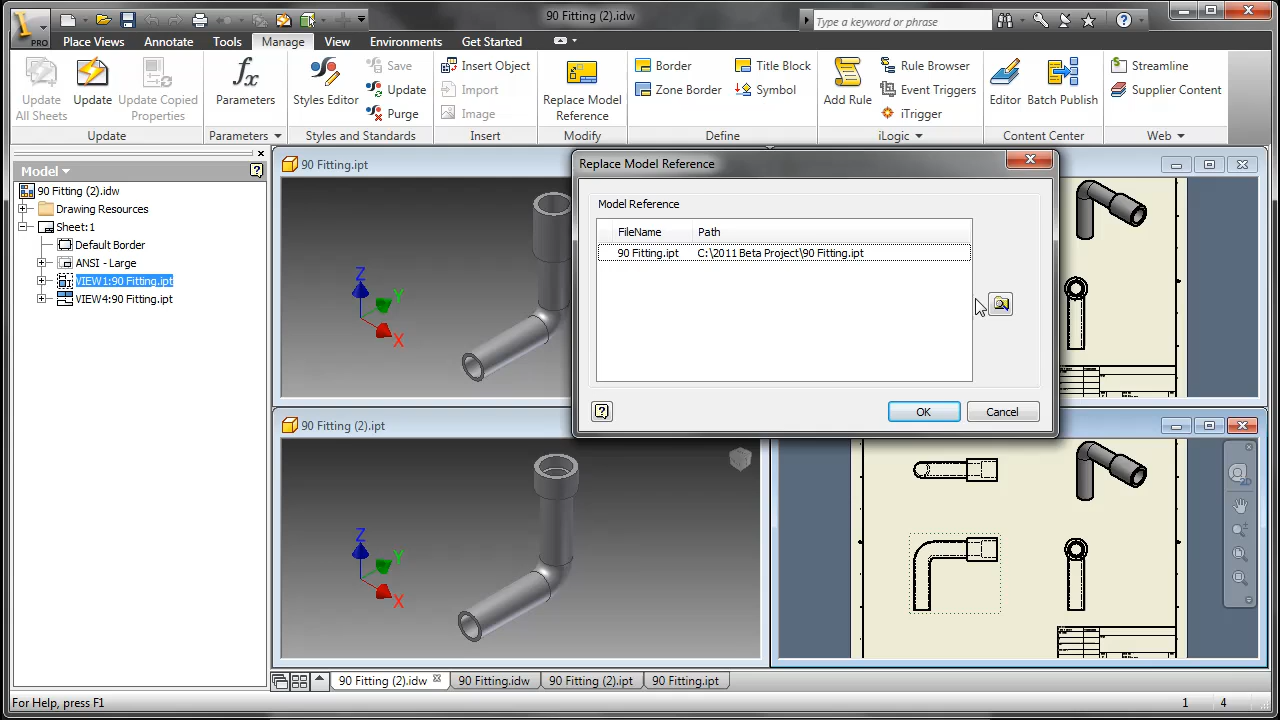 90 Fitting (2).idw
Type a keyword or phrase
PRO
Place Views Annotate Tools Manage View Environments Get Started
Update All Sheets
Update
Update Copied Properties
Update
Parameters
Parameters
Styles Editor
Save
Update
Purge
Styles and Standards
Insert Object
Import
Image
Insert
Replace Model Reference
Modify
Border
Zone Border
Title Block
Symbol
Define
Add Rule
Rule Browser
Event Triggers
iTrigger
iLogic
Editor
Batch Publish
Content Center
Streamline
Supplier Content
Web
Model
90 Fitting (2).idw
Drawing Resources
Sheet:1
Default Border
ANSI - Large
VIEW1:90 Fitting.ipt
VIEW4:90 Fitting.ipt
90 Fitting.ipt
Z
Y
X
Replace Model Reference
Model Reference
FileName Path
90 Fitting.ipt C:\2011 Beta Project\90 Fitting.ipt
OK
Cancel
90 Fitting (2).ipt
Z
Y
X
90 Fitting (2).idw 90 Fitting.idw 90 Fitting (2).ipt 90 Fitting.ipt
For Help, press F1
1 4